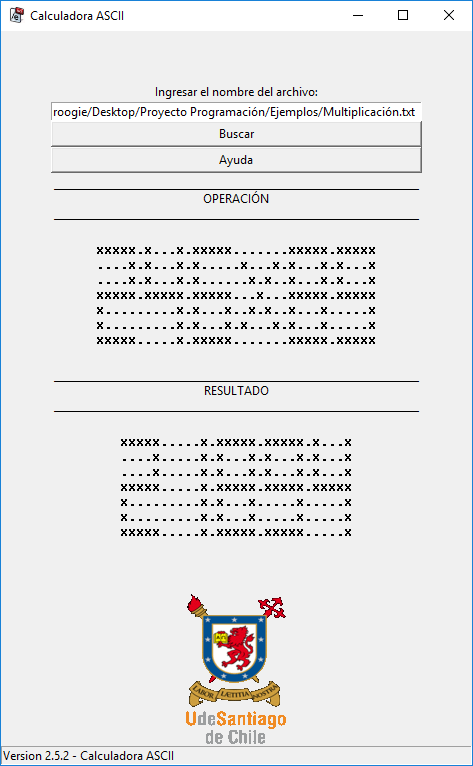 Calculadora ASCII
Ingresar el nombre del archivo:
roogie/Desktop/Proyecto Programación/Ejemplos/Multiplicación.txt
Buscar
Ayuda
OPERACIÓN
xxxxx.x...x.xxxxx.......xxxxx.xxxxx
....x.x...x.x.....x...x.x...x.x...x
....x.x...x.x......x.x..x...x.x...x
xxxxx.xxxxx.xxxxx...x...xxxxx.xxxxx
x.........x.x...x..x.x..x...x.....x
x.........x.x...x.x...x.x...x.....x
xxxxx.....x.xxxxx.......xxxxx.xxxxx
RESULTADO
xxxxx.....x.xxxxx.xxxxx.x...x
....x.....x.x...x.x...x.x...x
....x.....x.x...x.x...x.x...x
xxxxx.....x.xxxxx.xxxxx.xxxxx
x.........x.x...x.....x.....x
x.........x.x...x.....x.....x
xxxxx.....x.xxxxx.xxxxx.....x
LABOR LÆTITIA NOSTRA
UdeSantiago
de Chile
Version 2.5.2 - Calculadora ASCII